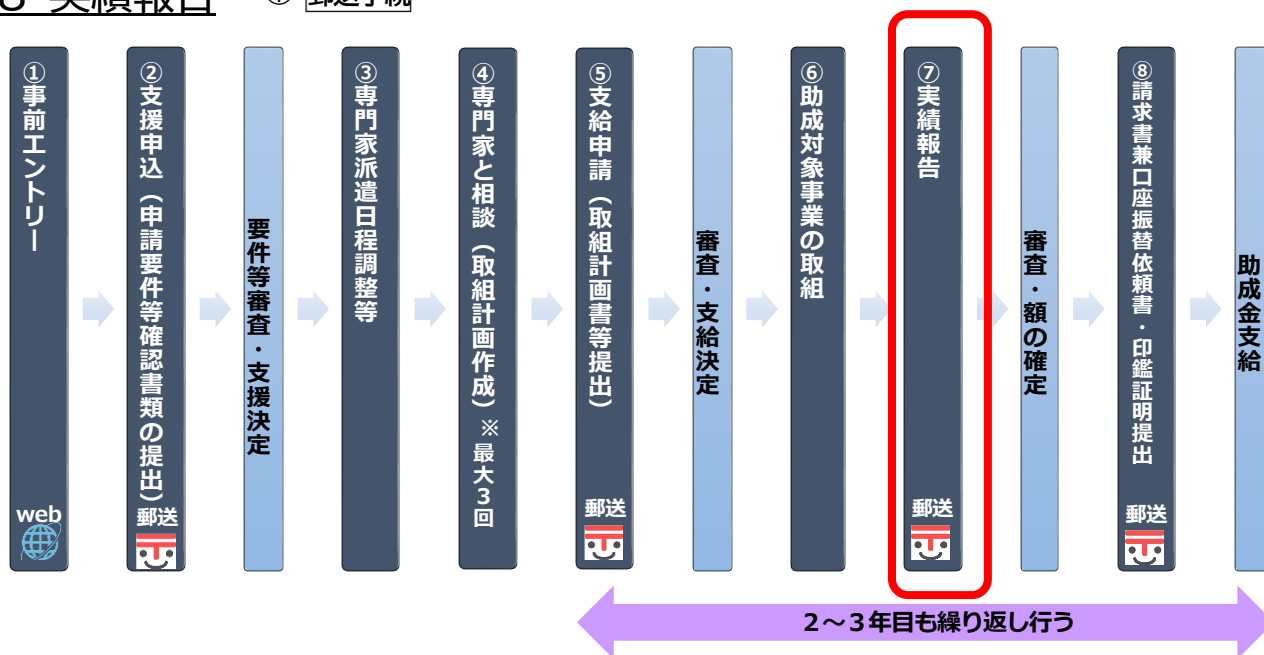 8 実績報告
郵送手続
①事前エントリー
web
②支援申込（申請要件等確認書類の提出）
郵送
要件等審査・支援決定
③専門家派遣日程調整等
④専門家と相談（取組計画作成）※最大3回
⑤支給申請（取組計画書等提出）
郵送
審査・支給決定
⑥助成対象事業の取組
⑦実績報告
郵送
審査・額の確定
⑧請求書兼口座振替依頼書・印鑑証明提出
郵送
助成金支給
２～３年目も繰り返し行う